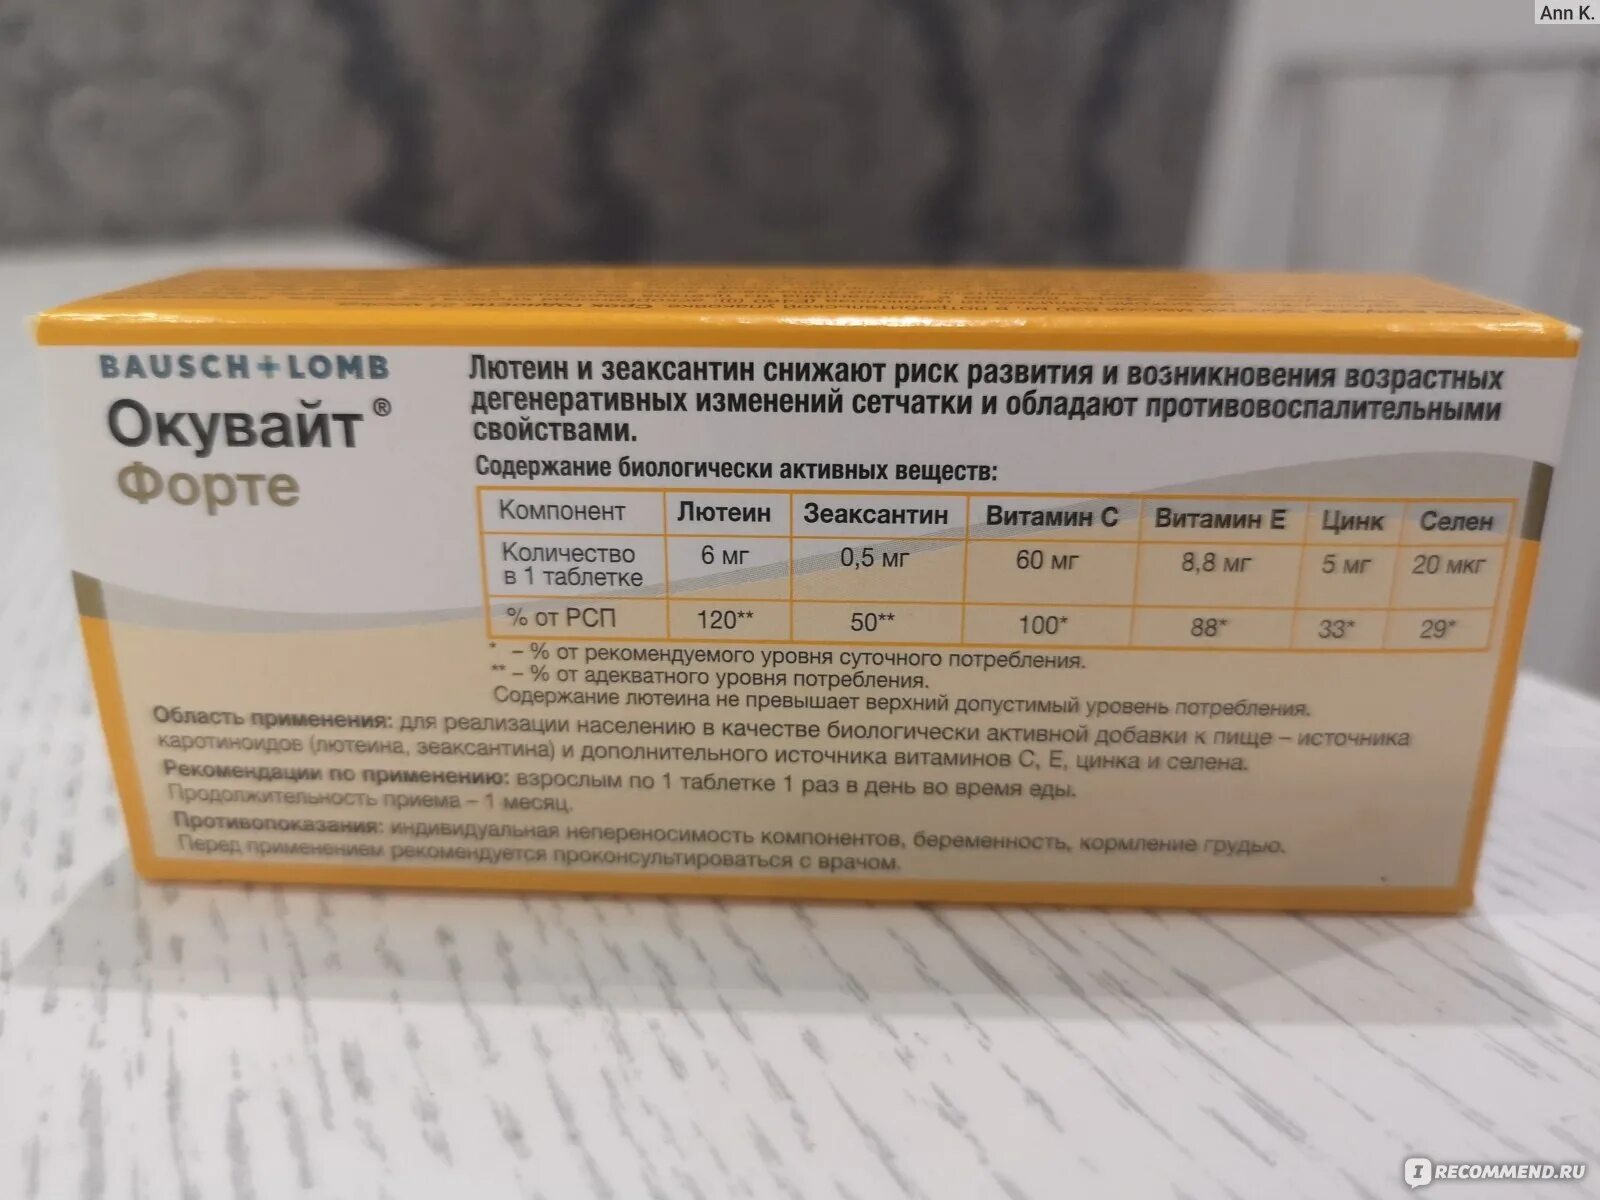 Ann K.
BAUSCH + LOMB
Окувайт®
Форте
Лютеин и зеаксантин снижают риск развития и возникновения возрастных
дегенеративных изменений сетчатки и обладают противовоспалительными
свойствами.
Содержание биологически активных веществ:
Компонент Лютеин Зеаксантин Витамин С Витамин Е Цинк Селен
Количество
в 1 таблетке 6 мг 0,5 мг 60 мг 8,8 мг 5 мг 20 мкг
% от РСП 120** 50** 100* 88* 33* 29*
* – % от рекомендуемого уровня суточного потребления.
** – % от адекватного уровня потребления.
Содержание лютеина не превышает верхний допустимый уровень потребления.
Область применения: для реализации населению в качестве биологически активной добавки к пище – источника
каротиноидов (лютеина, зеаксантина) и дополнительного источника витаминов С, Е, цинка и селена.
Рекомендации по применению: взрослым по 1 таблетке 1 раз в день во время еды.
Продолжительность приема – 1 месяц.
Противопоказания: индивидуальная непереносимость компонентов, беременность, кормление грудью.
Перед применением рекомендуется проконсультироваться с врачом.
IRECOMMEND.RU